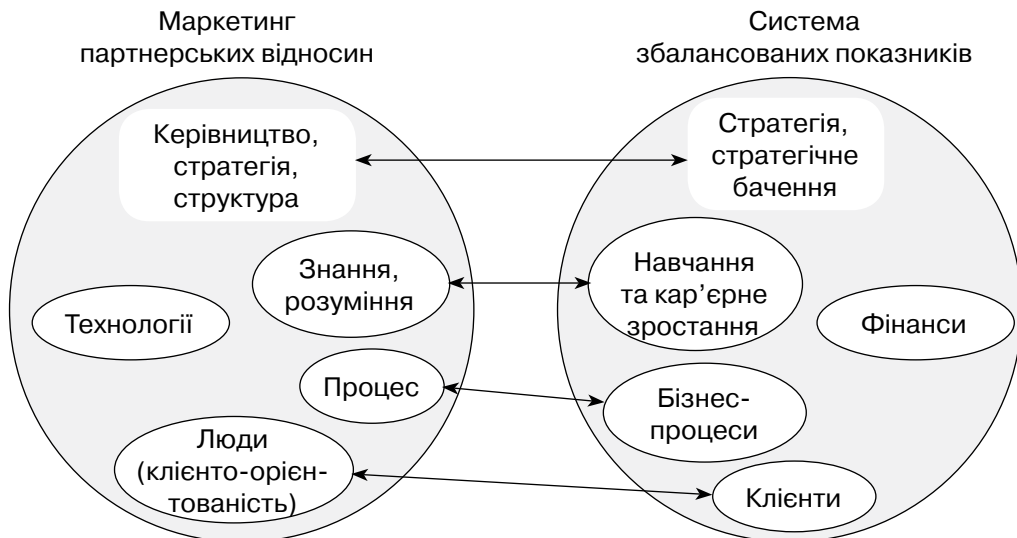 Маркетинг
партнерських відносин
Система
збалансованих показників
Керівництво,
стратегія,
структура
Стратегія,
стратегічне
бачення
Знання,
розуміння
Навчання
та кар’єрне
зростання
Технології
Фінанси
Процес
Бізнес-
процеси
Люди
(клієнто-орієн-
тованість)
Клієнти